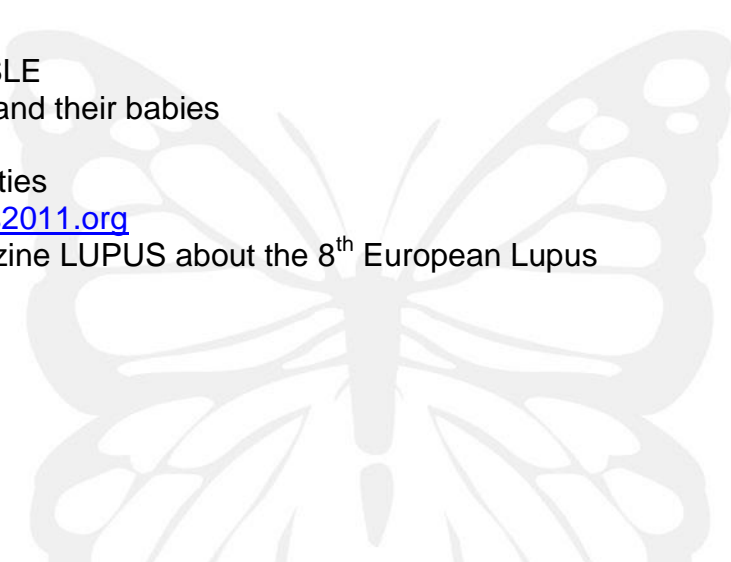 SLE
and their babies
ties
2011.org
zine LUPUS about the 8th European Lupus